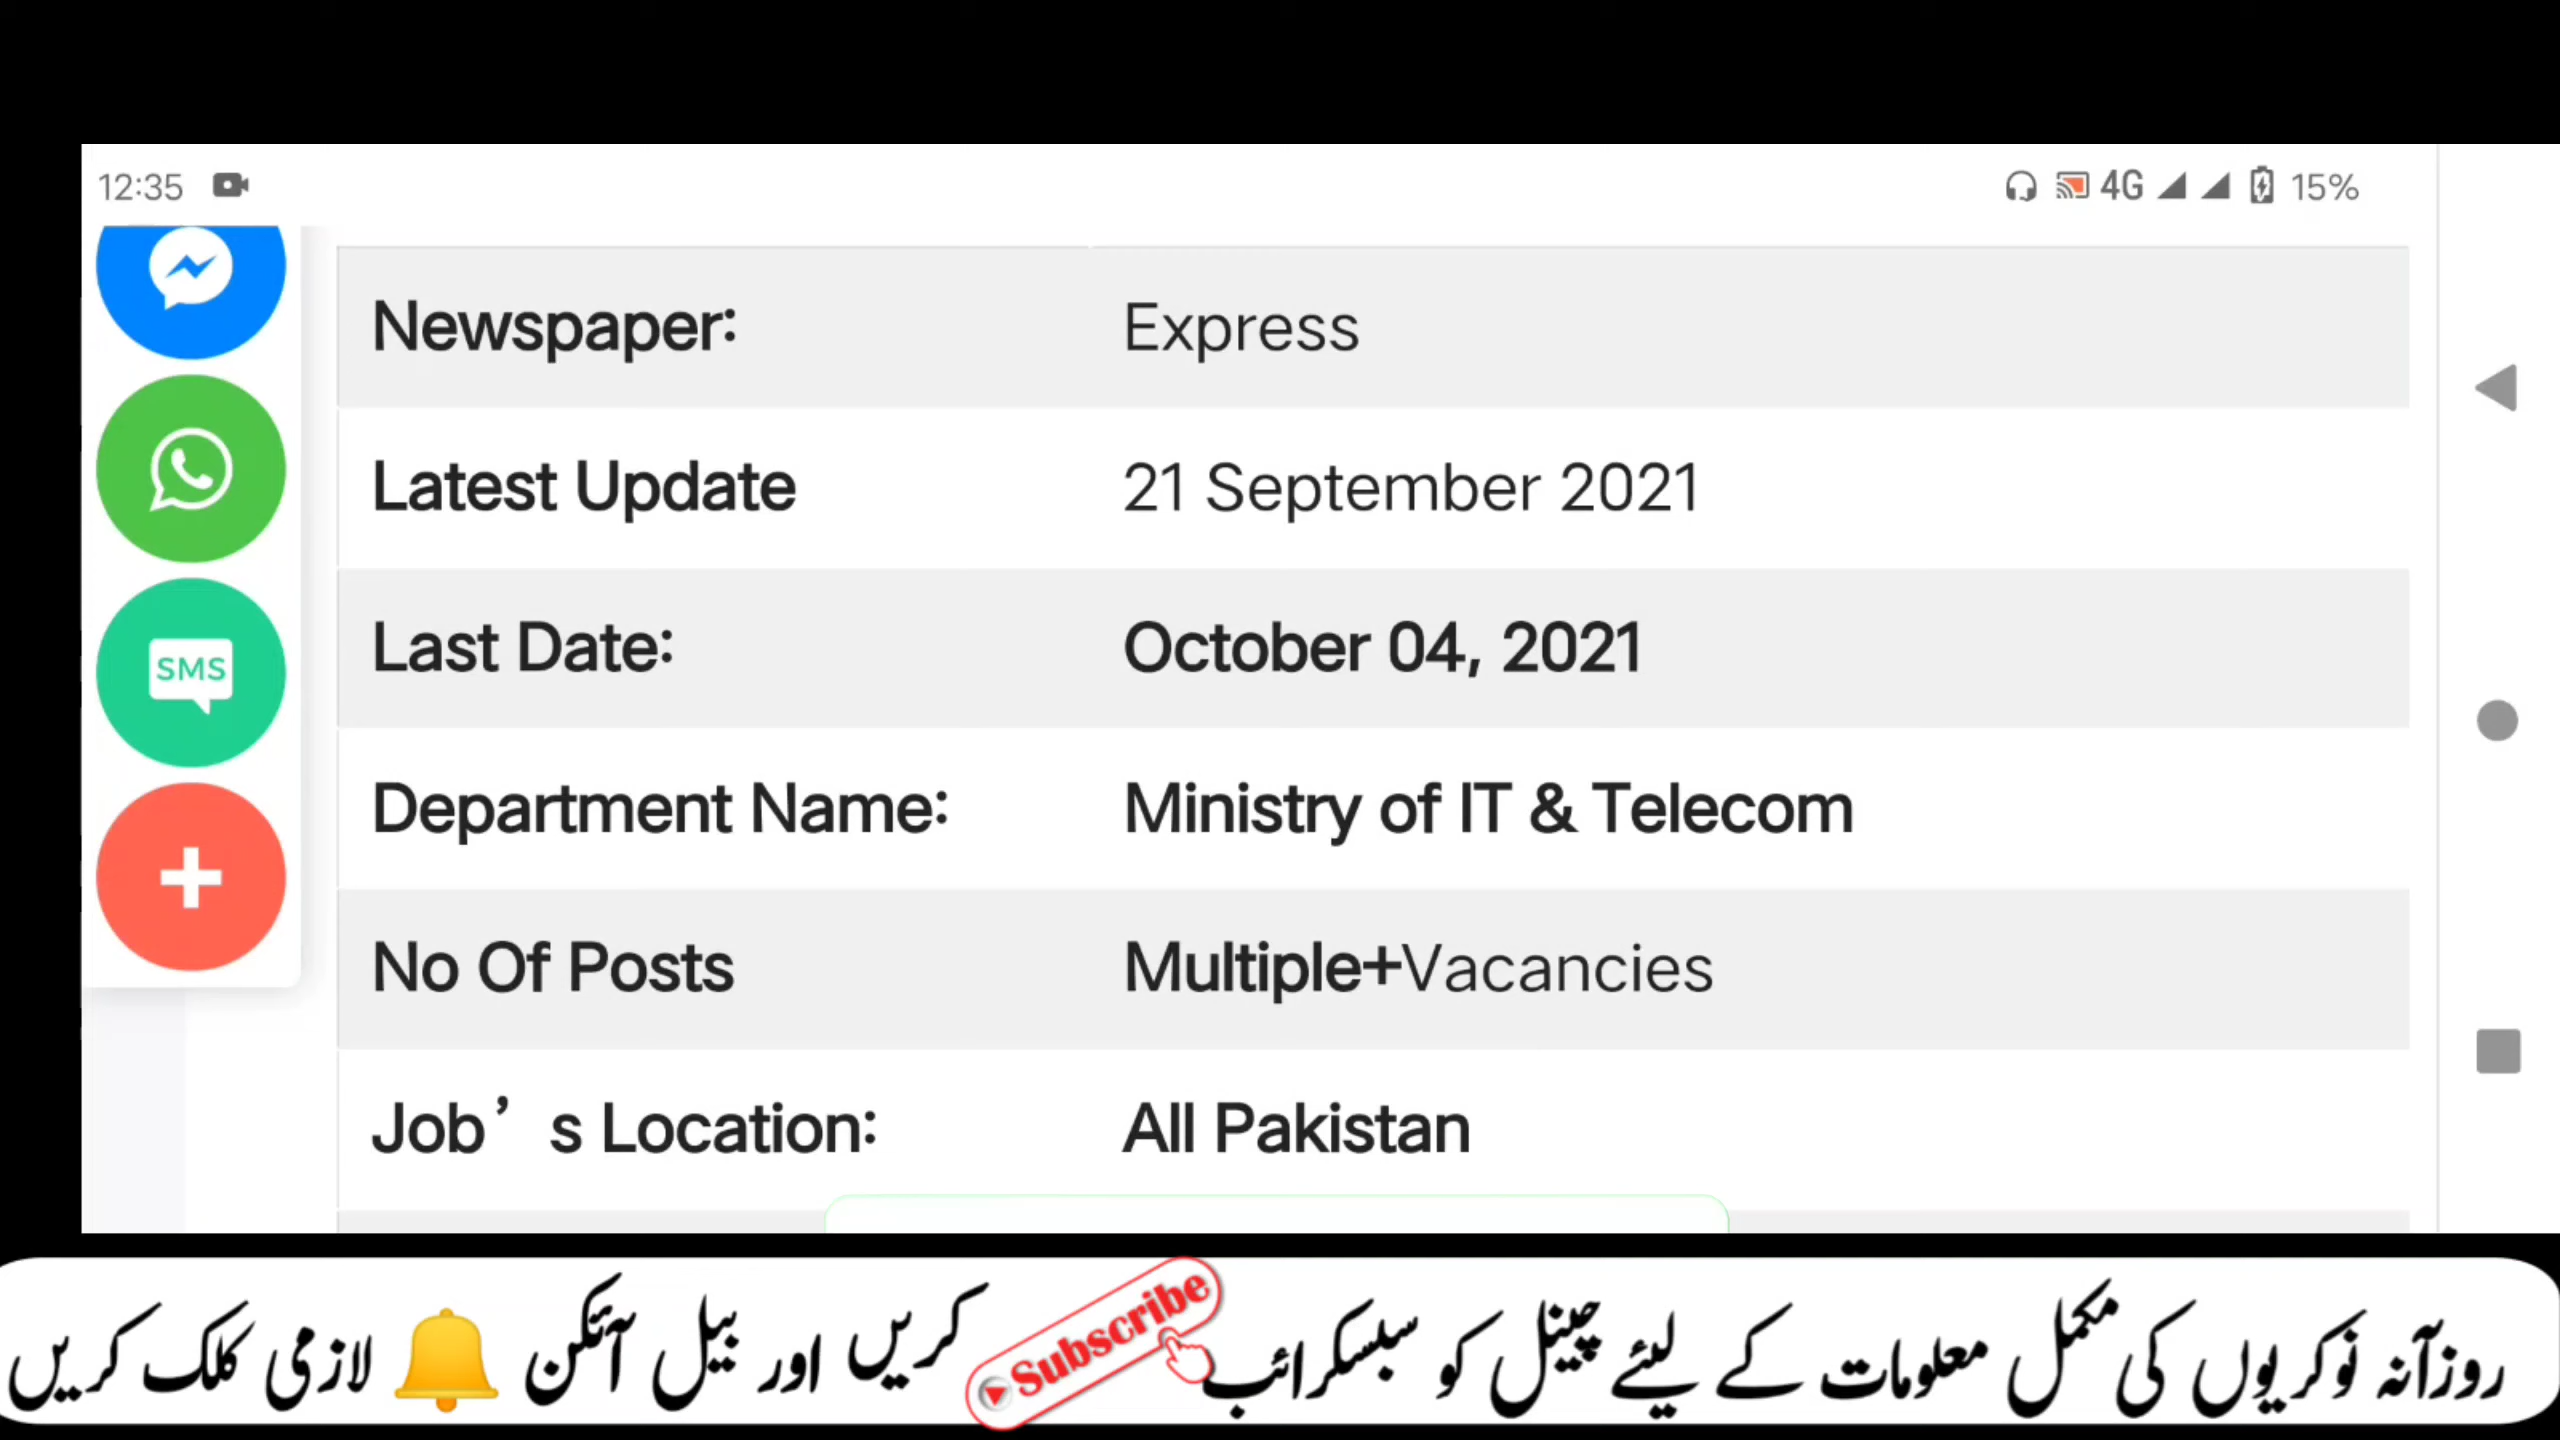 12:35 4G 15%
Newspaper: Express
Latest Update 21 September 2021
Last Date: October 04, 2021
SMS
Department Name: Ministry of IT & Telecom
No Of Posts Multiple+Vacancies
Job’s Location: All Pakistan
روزآنہ نوکریوں کی مکمل معلومات کے لیئے چینل کو سبسکرائب Subscribe کریں اور بیل آئکن لازمی کلک کریں